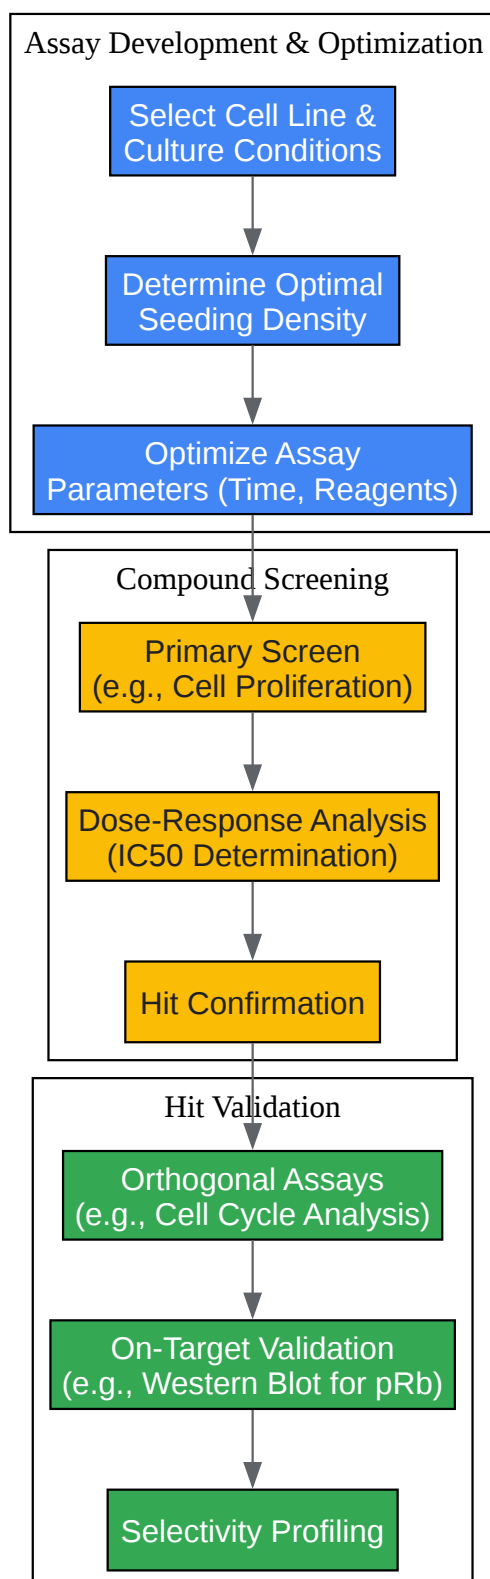 Assay Development & Optimization
Select Cell Line &
Culture Conditions
Determine Optimal
Seeding Density
Optimize Assay
Parameters (Time, Reagents)
Compound Screening
Primary Screen
(e.g., Cell Proliferation)
Dose-Response Analysis
(IC50 Determination)
Hit Confirmation
Hit Validation
Orthogonal Assays
(e.g., Cell Cycle Analysis)
On-Target Validation
(e.g., Western Blot for pRb)
Selectivity Profiling